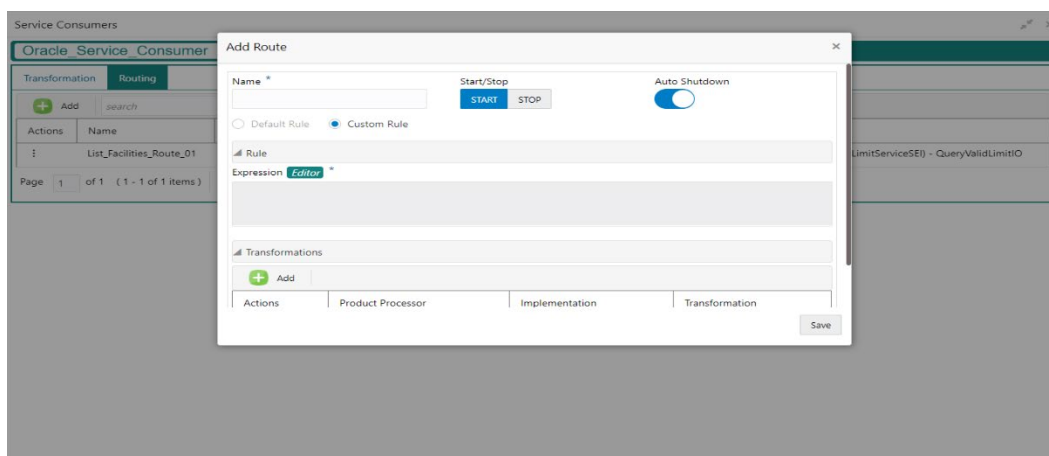 Service Consumers
Oracle_Service_Consumer
Add Route
Transformation Routing
Name * Start/Stop Auto Shutdown
START STOP
Add search
Default Rule Custom Rule
Actions Name
Rule
List_Facilities_Route_01 LimitServiceSEI) - QueryValidLimitIO
Expression Editor *
Page 1 of 1 (1 - 1 of 1 items)
Transformations
Add
Actions Product Processor Implementation Transformation
Save